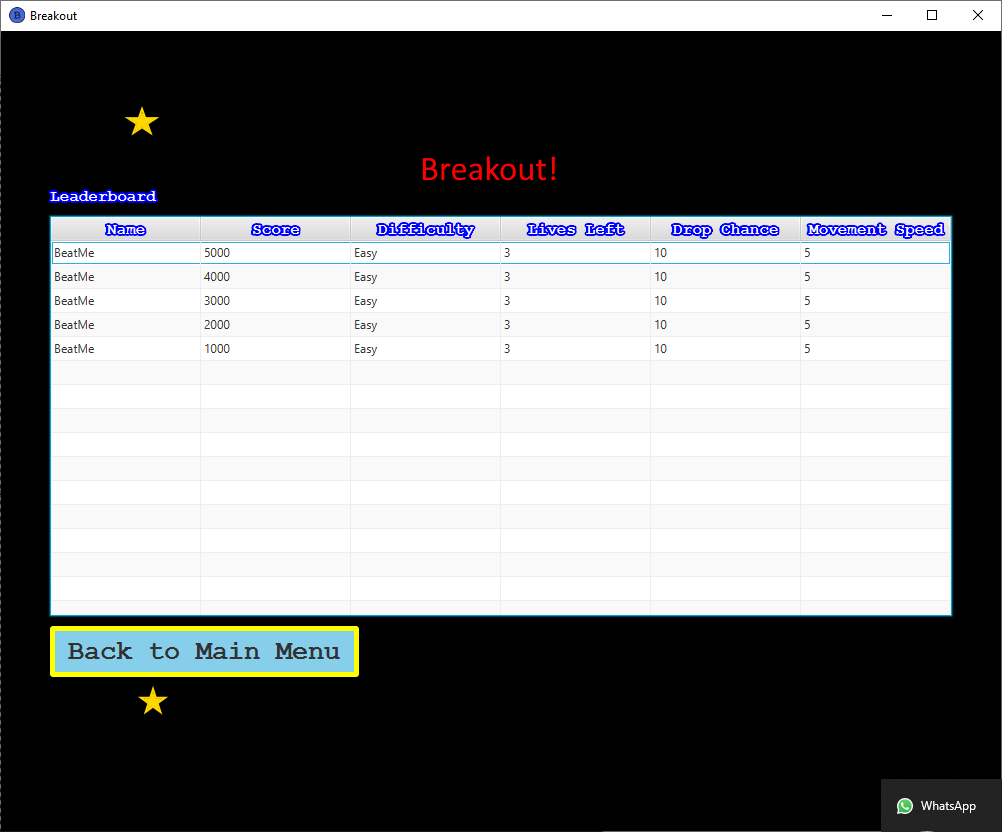 B Breakout
Breakout!
Leaderboard
Name Score Difficulty Lives Left Drop Chance Movement Speed
BeatMe 5000 Easy 3 10 5
BeatMe 4000 Easy 3 10 5
BeatMe 3000 Easy 3 10 5
BeatMe 2000 Easy 3 10 5
BeatMe 1000 Easy 3 10 5
Back to Main Menu
WhatsApp